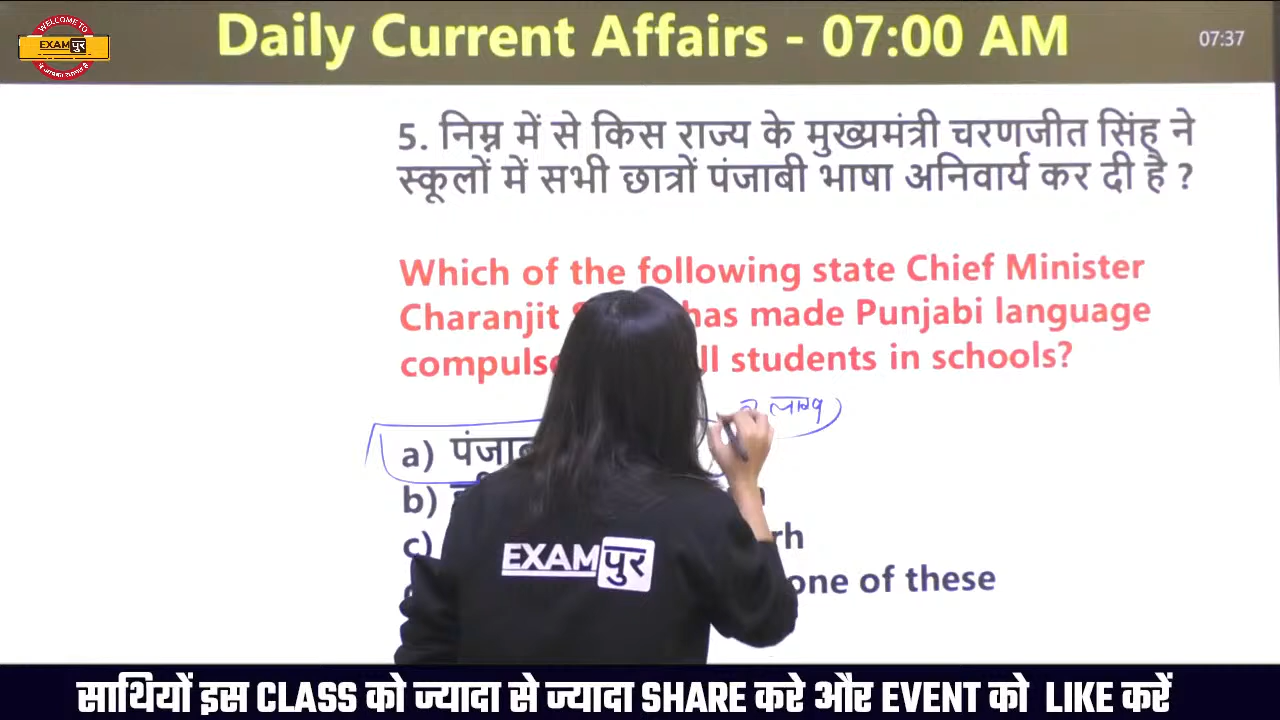 WELCOME TO
EXAMपुर
Daily Current Affairs - 07:00 AM
07:37
5. निम्न में से किस राज्य के मुख्यमंत्री चरणजीत सिंह ने
स्कूलों में सभी छात्रों पंजाबी भाषा अनिवार्य कर दी है ?
Which of the following state Chief Minister
Charanjit has made Punjabi language
students in schools?
लाख
a)
b)
c)
one of these
EXAMपुर
साथियों इस CLASS को ज्यादा से ज्यादा SHARE करे और EVENT को LIKE करें